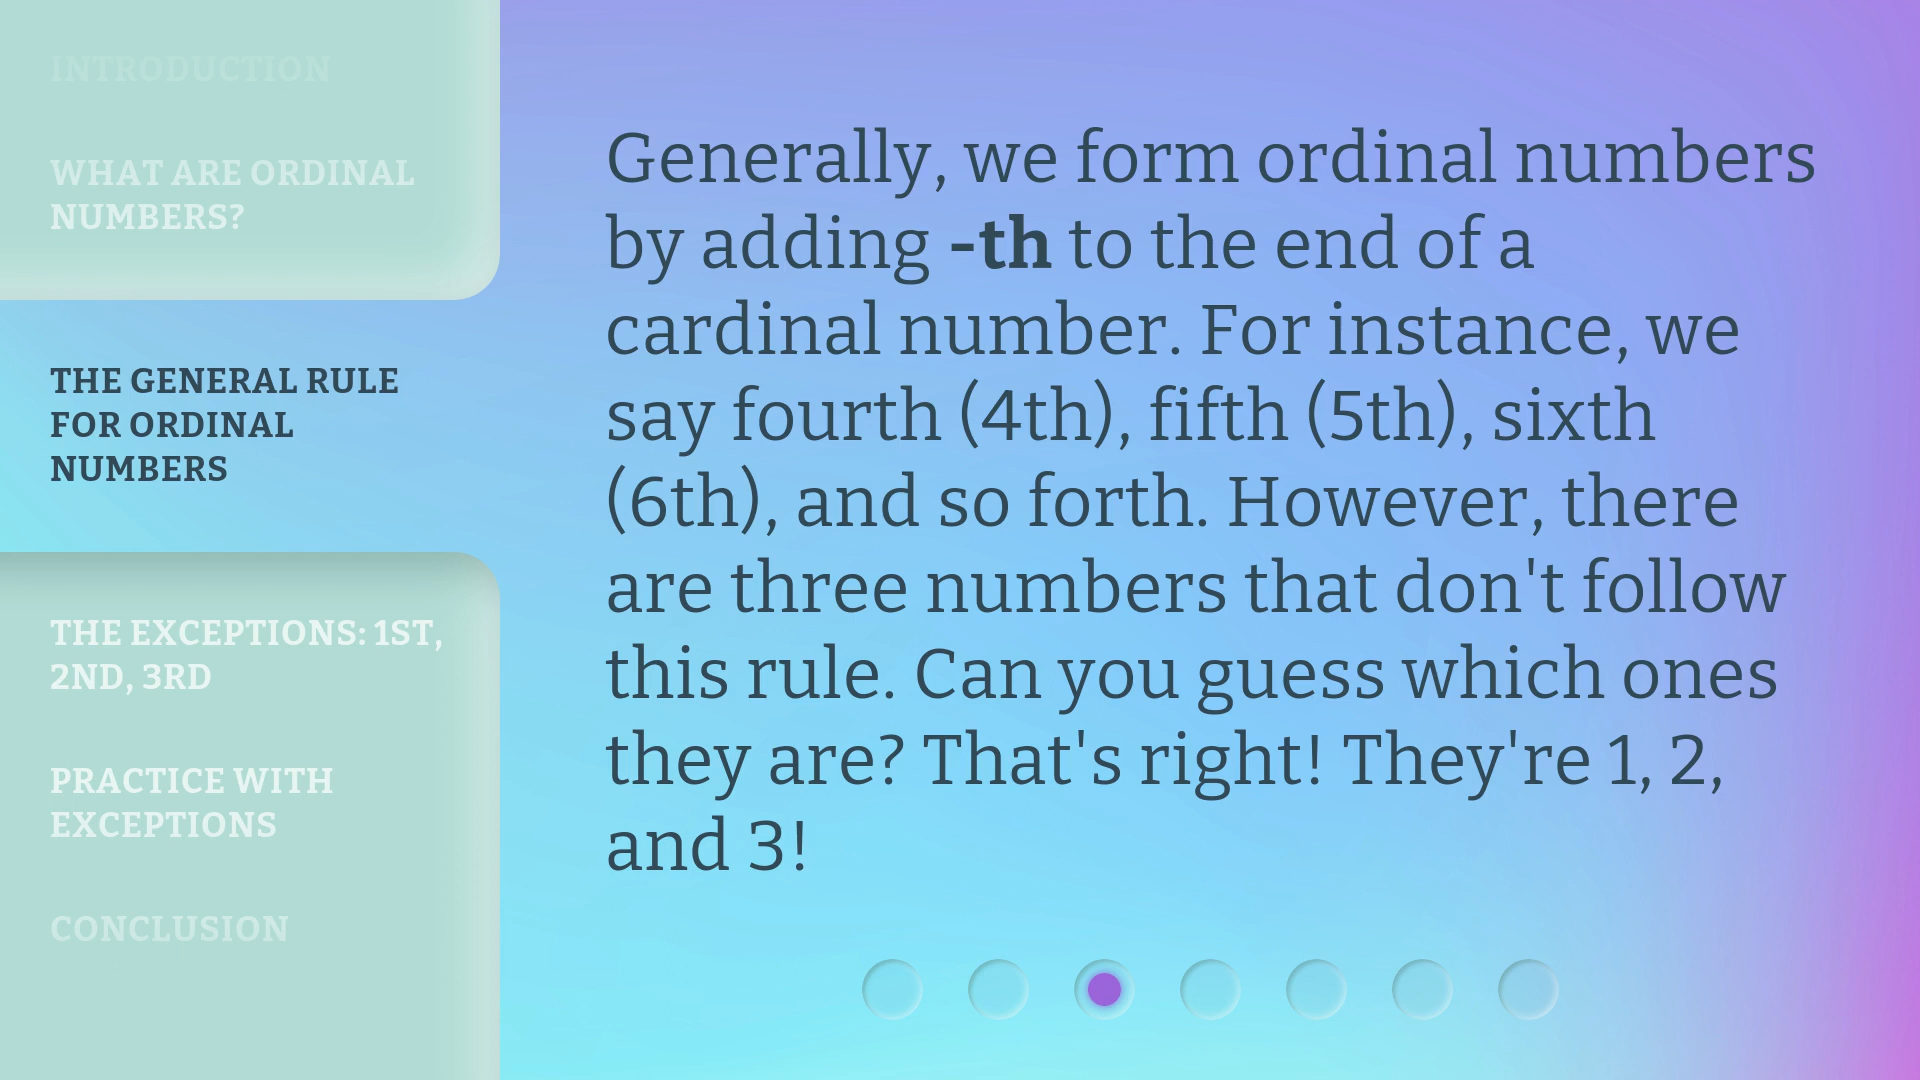 INTRODUCTION
WHAT ARE ORDINAL
NUMBERS?
THE GENERAL RULE
FOR ORDINAL
NUMBERS
THE EXCEPTIONS: 1ST,
2ND, 3RD
PRACTICE WITH
EXCEPTIONS
CONCLUSION
Generally, we form ordinal numbers
by adding -th to the end of a
cardinal number. For instance, we
say fourth (4th), fifth (5th), sixth
(6th), and so forth. However, there
are three numbers that don't follow
this rule. Can you guess which ones
they are? That's right! They're 1, 2,
and 3!